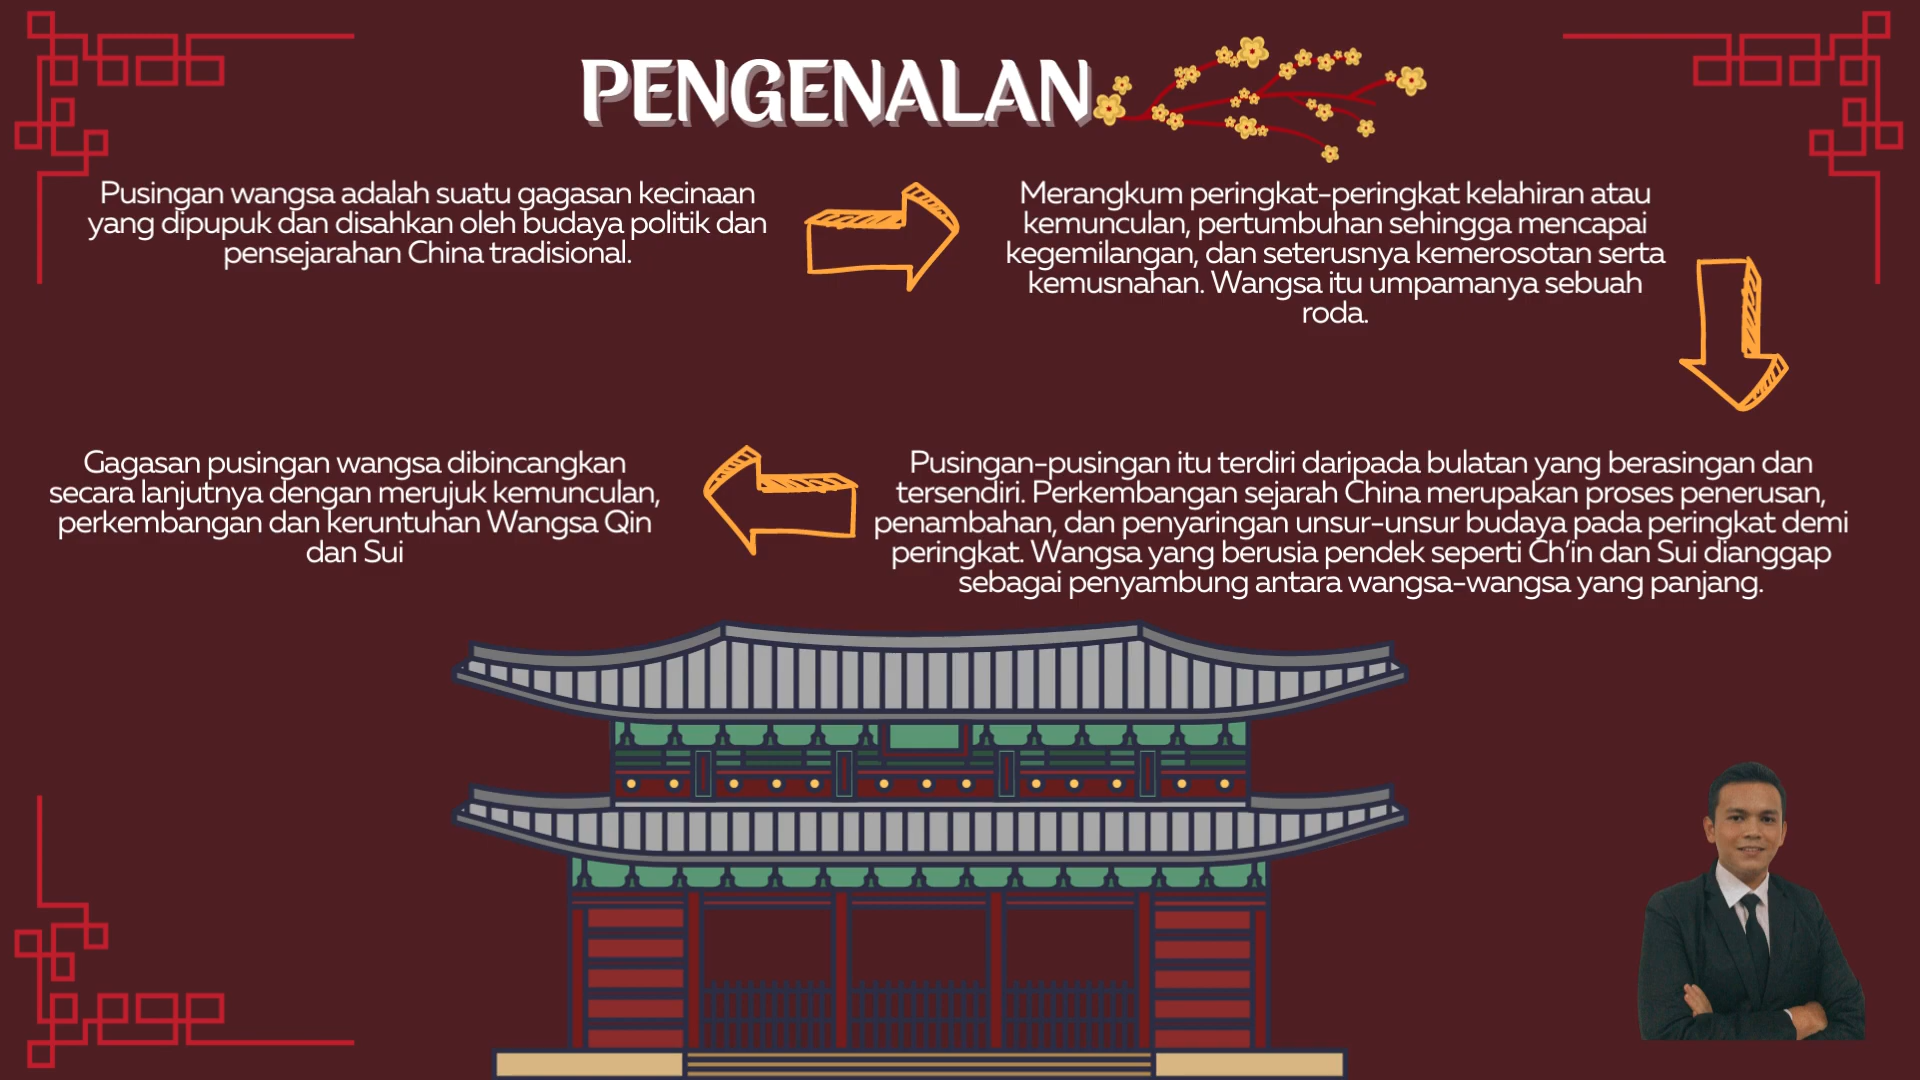 PENGENALAN
Pusingan wangsa adalah suatu gagasan kecinaan
yang dipupuk dan disahkan oleh budaya politik dan
pensejarahan China tradisional.
Merangkum peringkat-peringkat kelahiran atau
kemunculan, pertumbuhan sehingga mencapai
kegemilangan, dan seterusnya kemerosotan serta
kemusnahan. Wangsa itu umpamanya sebuah
roda.
Pusingan-pusingan itu terdiri daripada bulatan yang berasingan dan
tersendiri. Perkembangan sejarah China merupakan proses penerusan,
penambahan, dan penyaringan unsur-unsur budaya pada peringkat demi
peringkat. Wangsa yang berusia pendek seperti Ch'in dan Sui dianggap
sebagai penyambung antara wangsa-wangsa yang panjang.
Gagasan pusingan wangsa dibincangkan
secara lanjutnya dengan merujuk kemunculan,
perkembangan dan keruntuhan Wangsa Qin
dan Sui